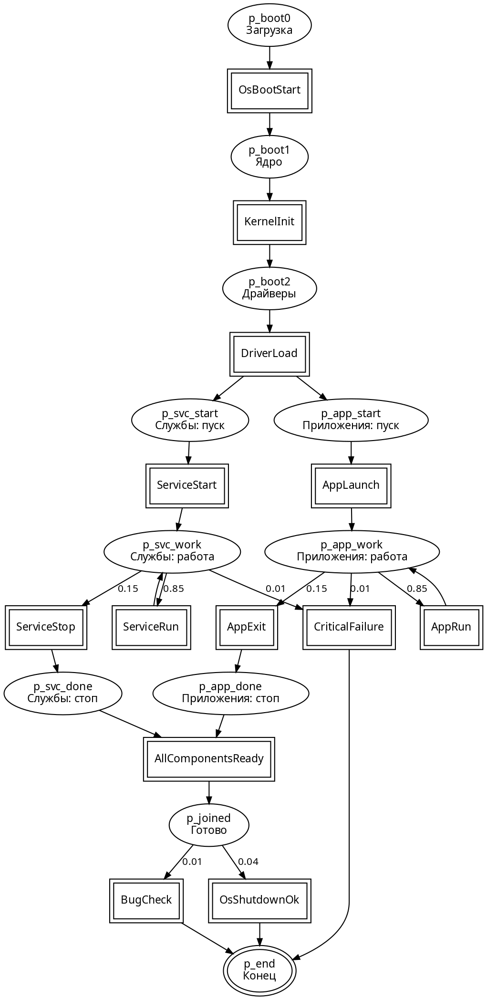 p_boot0
Загрузка
OsBootStart
p_boot1
Ядро
KernelInit
p_boot2
Драйверы
DriverLoad
p_svc_start
Службы: пуск
p_app_start
Приложения: пуск
ServiceStart
AppLaunch
p_svc_work
Службы: работа
p_app_work
Приложения: работа
0.15
0.85
0.01
0.15
0.01
0.85
ServiceStop
ServiceRun
AppExit
CriticalFailure
AppRun
p_svc_done
Службы: стоп
p_app_done
Приложения: стоп
AllComponentsReady
p_joined
Готово
0.01
0.04
BugCheck
OsShutdownOk
p_end
Конец